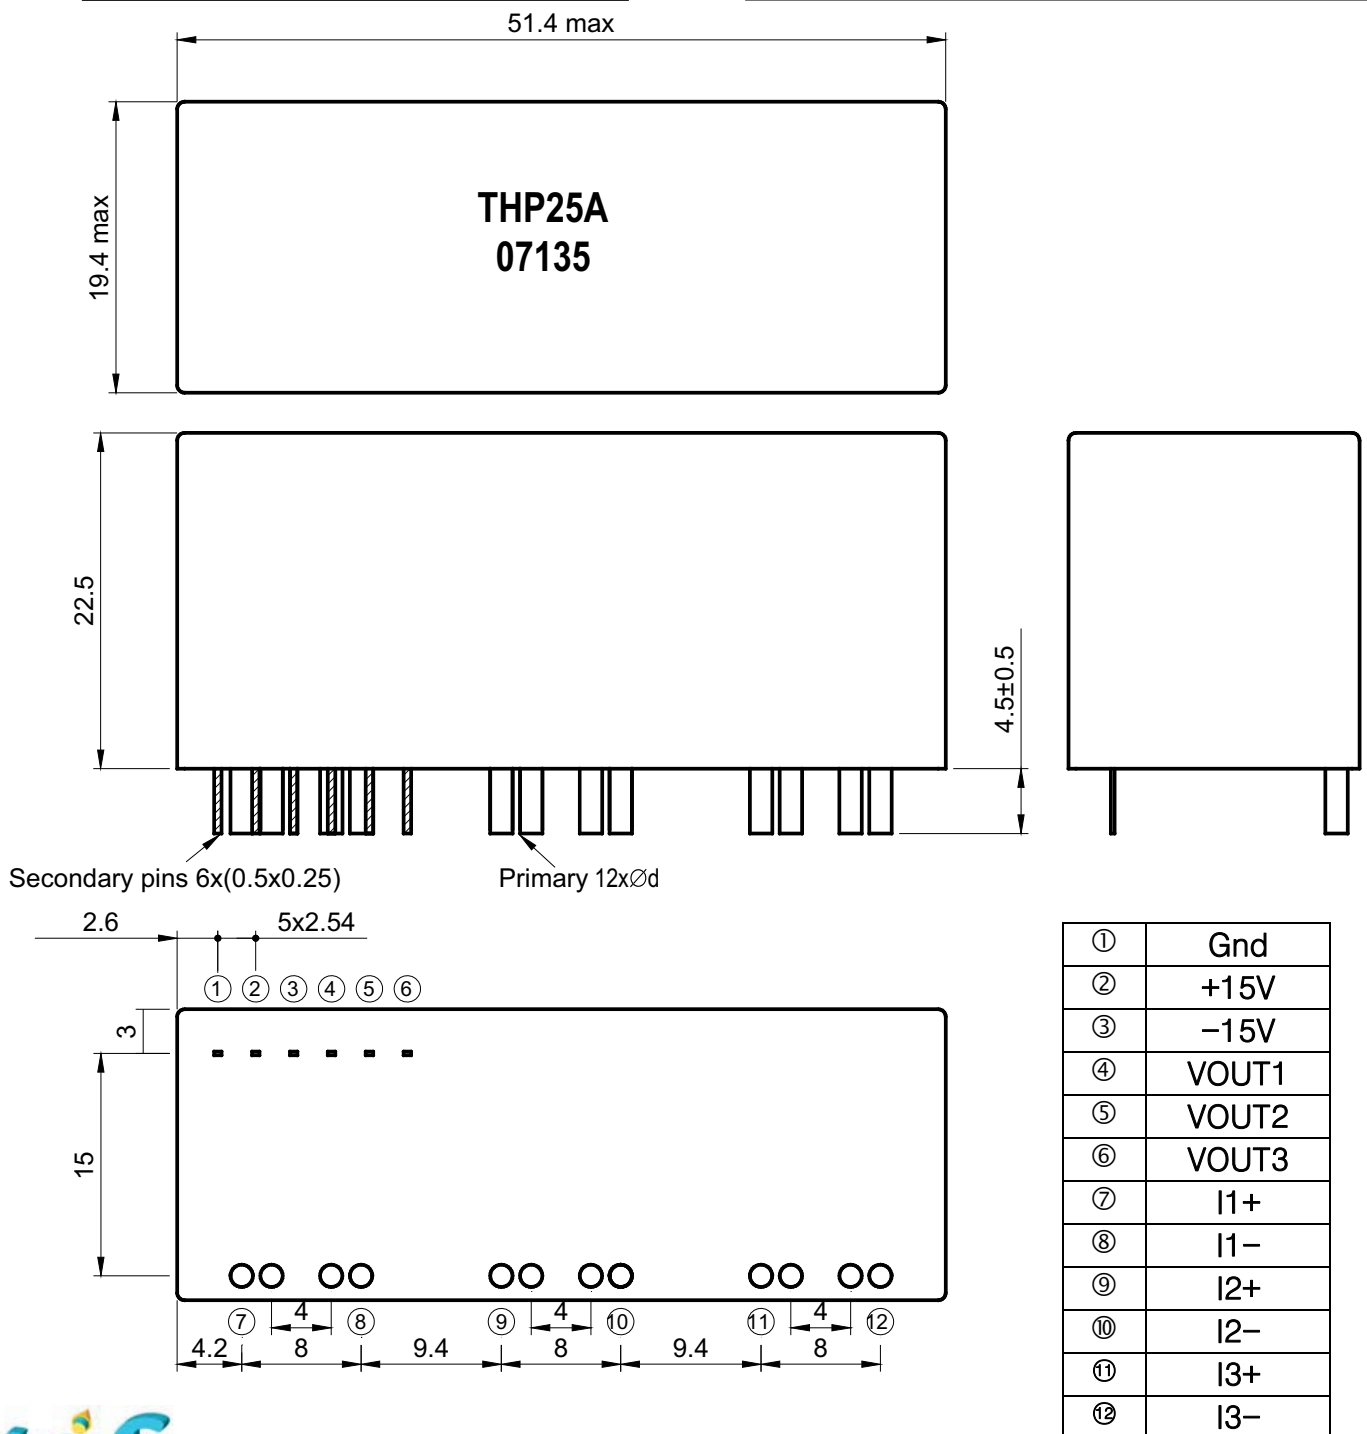 51.4 max
19.4 max
THP25A
07135
22.5
4.5±0.5
Secondary pins 6x(0.5x0.25)
Primary 12xØd
2.6
5x2.54
① ② ③ ④ ⑤ ⑥
3
15
4 4 4
⑦ ⑧ ⑨ ⑩ ⑪ ⑫
4.2 8 9.4 8 9.4 8
① Gnd
② +15V
③ −15V
④ VOUT1
⑤ VOUT2
⑥ VOUT3
⑦ I1+
⑧ I1−
⑨ I2+
⑩ I2−
⑪ I3+
⑫ I3−